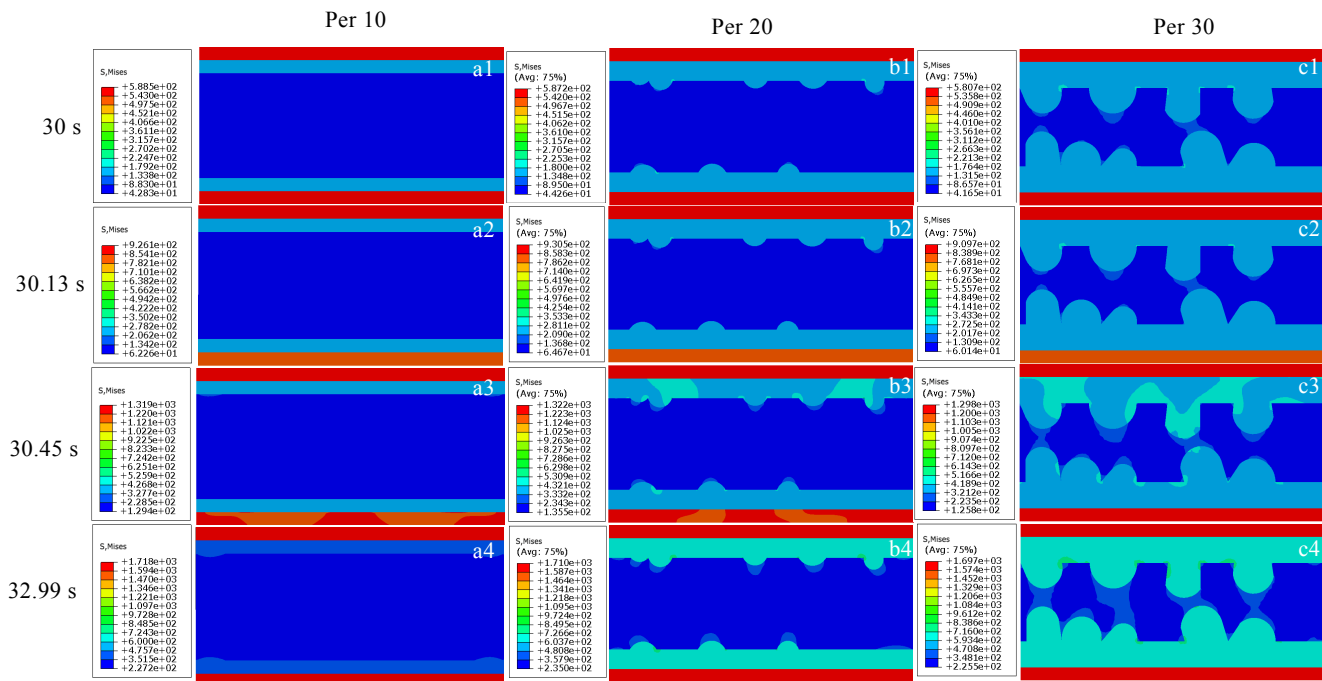 Per 10
Per 20
Per 30
30 s
S,Mises
+5.885e+02
+5.430e+02
+4.975e+02
+4.521e+02
+4.066e+02
+3.611e+02
+3.157e+02
+2.702e+02
+2.247e+02
+1.792e+02
+1.338e+02
+8.830e+01
+4.283e+01
a1
S,Mises
(Avg: 75%)
+5.872e+02
+5.420e+02
+4.967e+02
+4.515e+02
+4.062e+02
+3.610e+02
+3.157e+02
+2.705e+02
+2.253e+02
+1.800e+02
+1.348e+02
+8.950e+01
+4.426e+01
b1
S,Mises
(Avg: 75%)
+5.807e+02
+5.358e+02
+4.909e+02
+4.460e+02
+4.010e+02
+3.561e+02
+3.112e+02
+2.663e+02
+2.213e+02
+1.764e+02
+1.315e+02
+8.657e+01
+4.165e+01
c1
30.13 s
S,Mises
+9.261e+02
+8.541e+02
+7.821e+02
+7.101e+02
+6.382e+02
+5.662e+02
+4.942e+02
+4.222e+02
+3.502e+02
+2.782e+02
+2.062e+02
+1.342e+02
+6.226e+01
a2
S,Mises
(Avg: 75%)
+9.305e+02
+8.583e+02
+7.862e+02
+7.140e+02
+6.419e+02
+5.697e+02
+4.976e+02
+4.254e+02
+3.533e+02
+2.811e+02
+2.090e+02
+1.368e+02
+6.467e+01
b2
S,Mises
(Avg: 75%)
+9.097e+02
+8.389e+02
+7.681e+02
+6.973e+02
+6.265e+02
+5.557e+02
+4.849e+02
+4.141e+02
+3.433e+02
+2.725e+02
+2.017e+02
+1.309e+02
+6.014e+01
c2
30.45 s
S,Mises
+1.319e+03
+1.220e+03
+1.121e+03
+1.022e+03
+9.225e+02
+8.233e+02
+7.242e+02
+6.251e+02
+5.259e+02
+4.268e+02
+3.277e+02
+2.285e+02
+1.294e+02
a3
S,Mises
(Avg: 75%)
+1.322e+03
+1.223e+03
+1.124e+03
+1.025e+03
+9.263e+02
+8.275e+02
+7.286e+02
+6.298e+02
+5.309e+02
+4.321e+02
+3.332e+02
+2.343e+02
+1.355e+02
b3
S,Mises
(Avg: 75%)
+1.298e+03
+1.200e+03
+1.103e+03
+1.005e+03
+9.074e+02
+8.097e+02
+7.120e+02
+6.143e+02
+5.166e+02
+4.189e+02
+3.212e+02
+2.235e+02
+1.258e+02
c3
32.99 s
S,Mises
+1.718e+03
+1.594e+03
+1.470e+03
+1.346e+03
+1.221e+03
+1.097e+03
+9.728e+02
+8.485e+02
+7.243e+02
+6.000e+02
+4.757e+02
+3.515e+02
+2.272e+02
a4
S,Mises
(Avg: 75%)
+1.710e+03
+1.587e+03
+1.464e+03
+1.341e+03
+1.218e+03
+1.095e+03
+9.724e+02
+8.495e+02
+7.266e+02
+6.037e+02
+4.808e+02
+3.579e+02
+2.350e+02
b4
S,Mises
(Avg: 75%)
+1.697e+03
+1.574e+03
+1.452e+03
+1.329e+03
+1.206e+03
+1.084e+03
+9.612e+02
+8.386e+02
+7.160e+02
+5.934e+02
+4.708e+02
+3.481e+02
+2.255e+02
c4